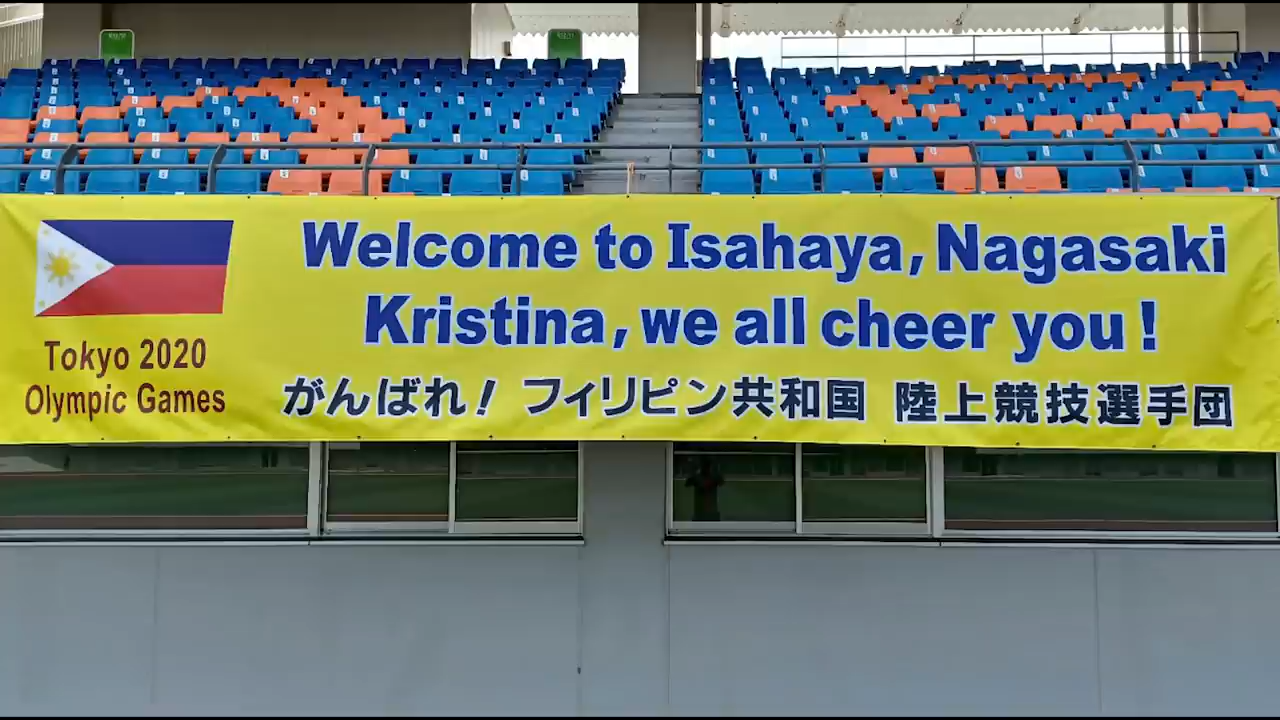 Welcome to Isahaya, Nagasaki
Kristina, we all cheer you!
がんばれ! フィリピン共和国 陸上競技選手団
Tokyo 2020
Olympic Games